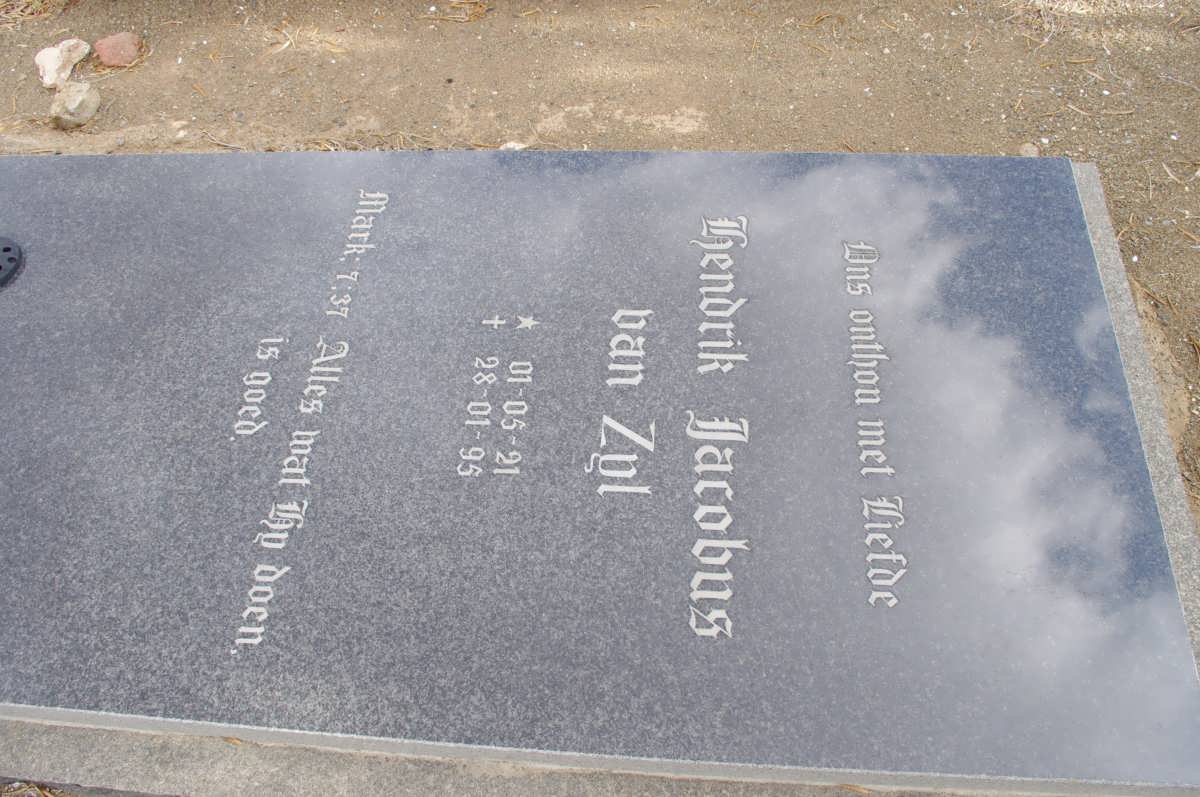 Ons onthou met Liefde
Hendrik Jacobus
van Zyl
★ 01-05-21
✝ 28-01-95
Mark 7:37 Alles wat Hy doen,
is goed.